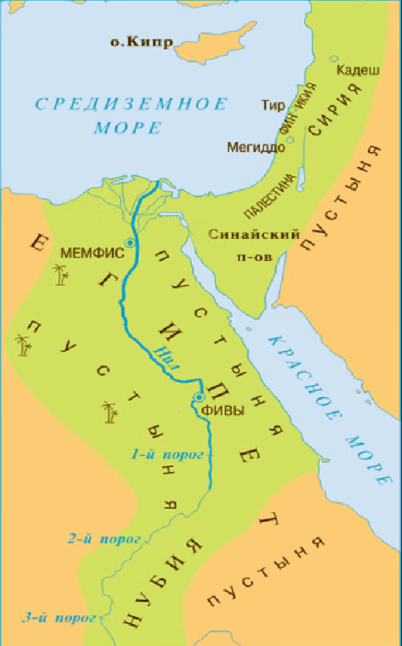 о. Кипр
СРЕДИЗЕМНОЕ
МОРЕ
Кадеш
Тир
ФИНИКИЯ
СИРИЯ
Мегиддо
ПАЛЕСТИНА
ПУСТЫНЯ
Синайский
п-ов
МЕМФИС
ЕГИПЕТ
ПУСТЫНЯ
ПУСТЫНЯ
Нил
КРАСНОЕ МОРЕ
ФИВЫ
1-й порог
2-й порог
НУБИЯ
ПУСТЫНЯ
3-й порог